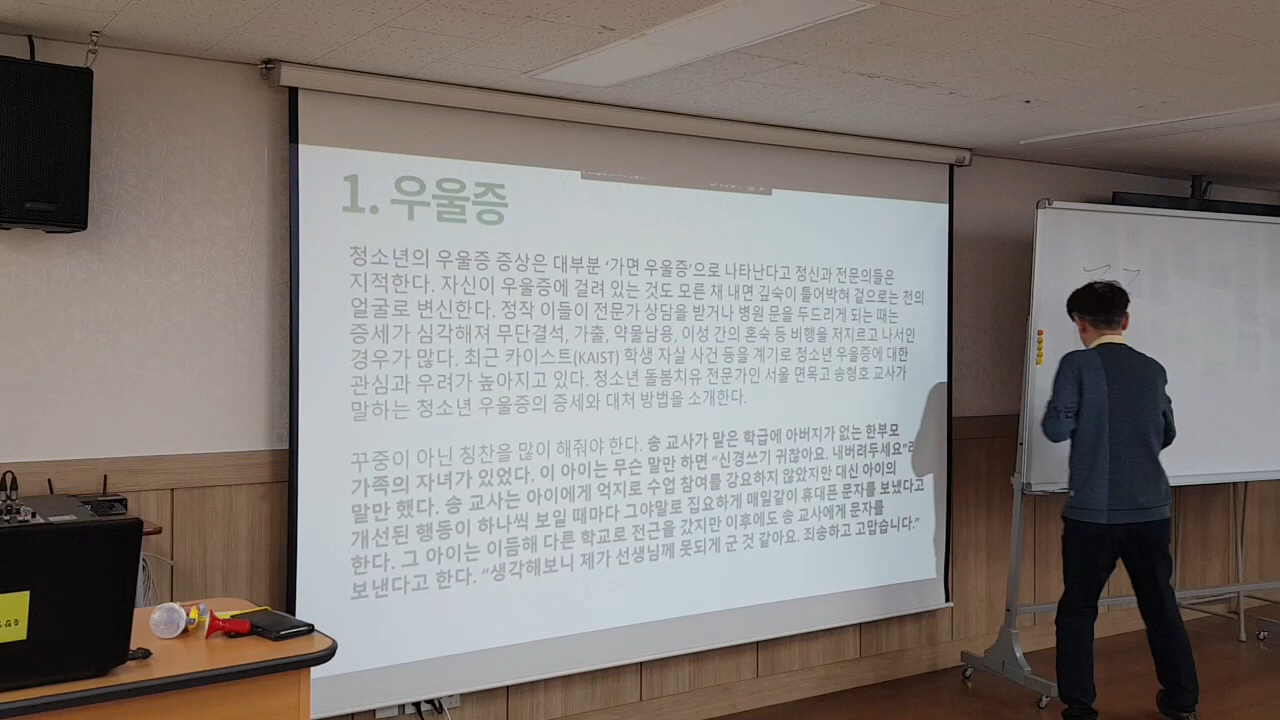 1. 우울증
청소년의 우울증 증상은 대부분 ‘가면 우울증’으로 나타난다고 정신과 전문의들은
지적한다. 자신이 우울증에 걸려 있는 것도 모른 채 내면 깊숙이 틀어박혀 겉으로는 천의
얼굴로 변신한다. 정작 이들이 전문가 상담을 받거나 병원 문을 두드리게 되는 때는
증세가 심각해져 무단결석, 가출, 약물남용, 이성 간의 혼숙 등 비행을 저지르고 나서인
경우가 많다. 최근 카이스트(KAIST) 학생 자살 사건 등을 계기로 청소년 우울증에 대한
관심과 우려가 높아지고 있다. 청소년 돌봄치유 전문가인 서울 면목고 송형호 교사가
말하는 청소년 우울증의 증세와 대처 방법을 소개한다.
꾸중이 아닌 칭찬을 많이 해줘야 한다. 송 교사가 맡은 학급에 아버지가 없는 한부모
가족의 자녀가 있었다. 이 아이는 무슨 말만 하면 “신경쓰기 귀찮아요. 내버려두세요”라
말만 했다. 송 교사는 아이에게 억지로 수업 참여를 강요하지 않았지만 대신 아이의
개선된 행동이 하나씩 보일 때마다 그야말로 집요하게 매일같이 휴대폰 문자를 보냈다고
한다. 그 아이는 이듬해 다른 학교로 전근을 갔지만 이후에도 송 교사에게 문자를
보낸다고 한다. “생각해보니 제가 선생님께 못되게 군 것 같아요. 죄송하고 고맙습니다.”